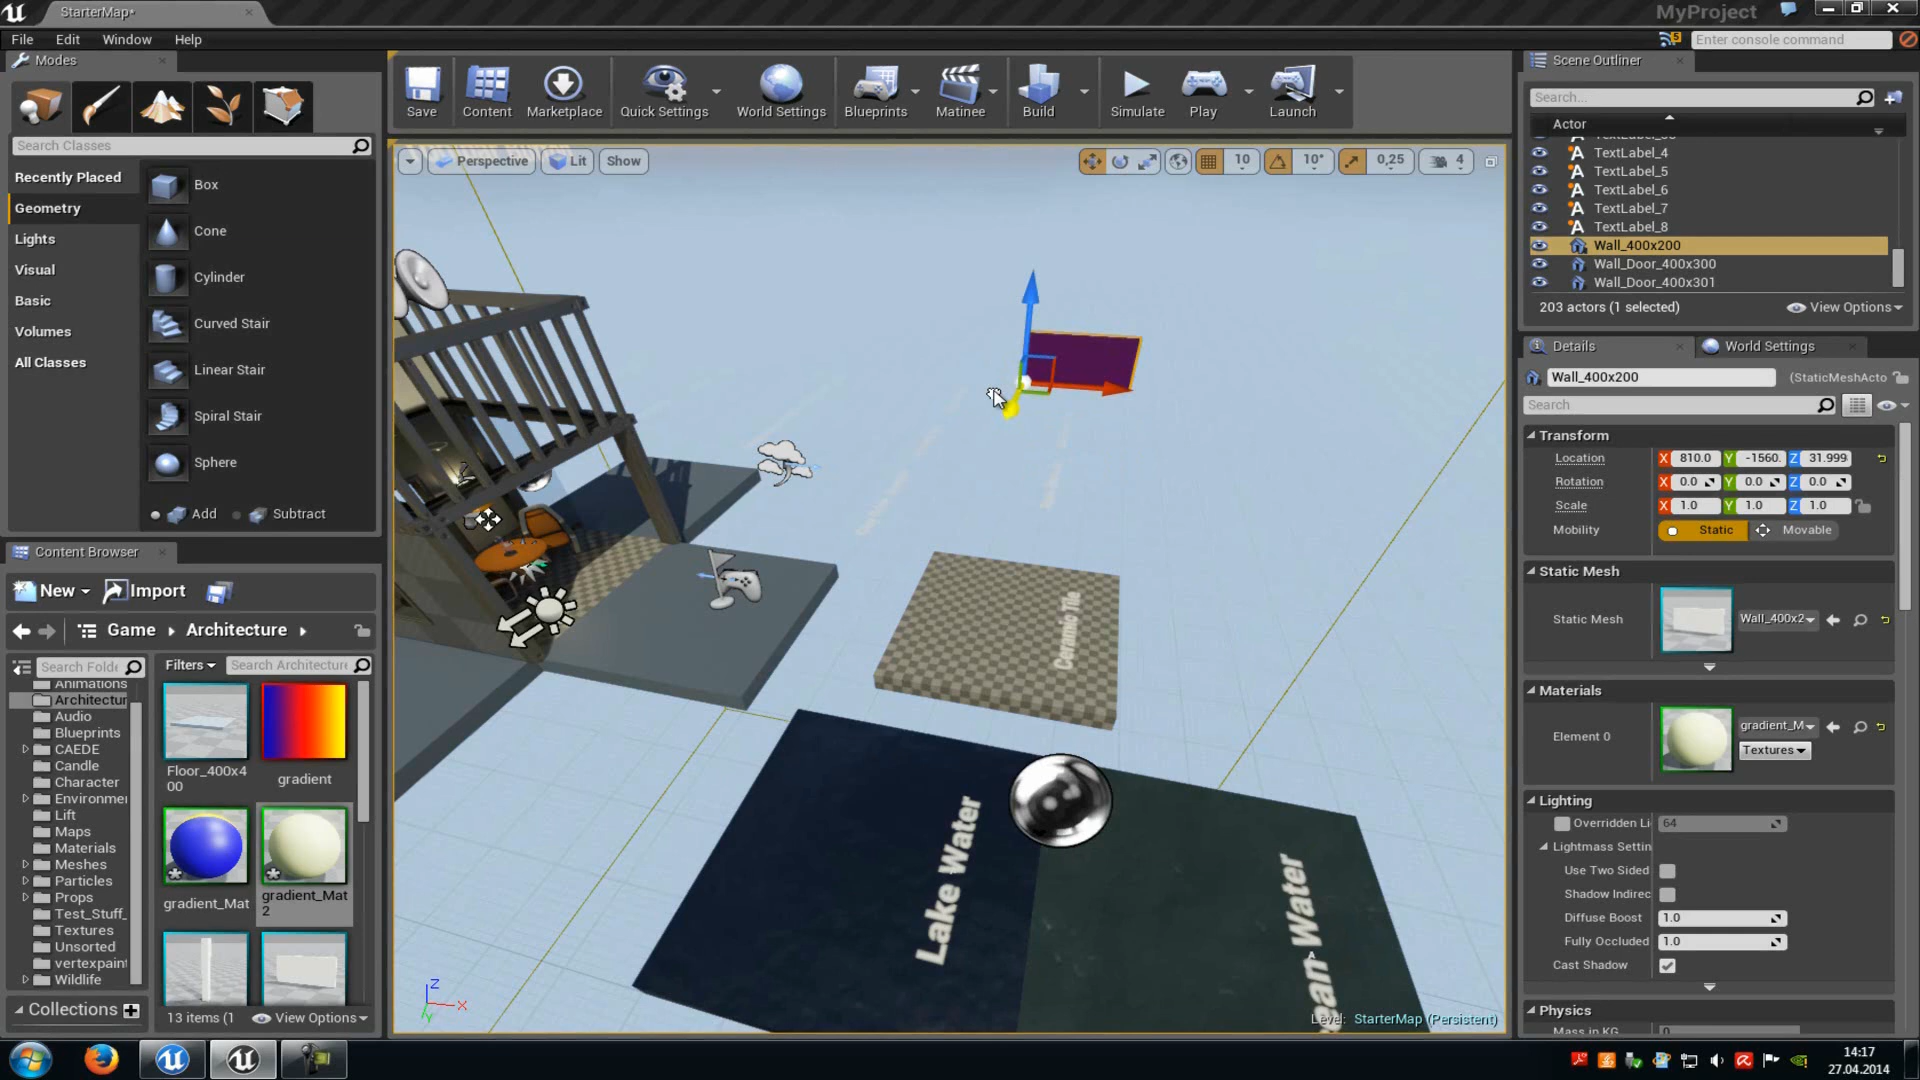 StarterMap*
MyProject
File Edit Window Help
Enter console command
Modes
Save Content Marketplace Quick Settings World Settings Blueprints Matinee Build Simulate Play Launch
Search Classes
Recently Placed
Geometry
Lights
Visual
Basic
Volumes
All Classes
Box
Cone
Cylinder
Curved Stair
Linear Stair
Spiral Stair
Sphere
Add Subtract
Content Browser
New Import
Game Architecture
Search Folde
Animations
Architectur
Audio
Blueprints
CAEDE
Candle
Character
Environmer
Lift
Maps
Materials
Meshes
Particles
Props
Test_Stuff_
Textures
Unsorted
vertexpaint
Wildlife
Collections
Filters
Search Architecture
Floor_400x4
00
gradient
gradient_Mat
gradient_Mat
2
13 items (1 View Options
Perspective Lit Show
10 10° 0,25 4
Ceramic Tile
Lake Water
ean Water
Z
X
Y
Level: StarterMap (Persistent)
Scene Outliner
Search...
Actor
TextLabel_4
TextLabel_5
TextLabel_6
TextLabel_7
TextLabel_8
Wall_400x200
Wall_Door_400x300
Wall_Door_400x301
203 actors (1 selected) View Options
Details World Settings
Wall_400x200 (StaticMeshActo
Search
Transform
Location X 810.0 Y -1560. Z 31.999
Rotation X 0.0 Y 0.0 Z 0.0
Scale X 1.0 Y 1.0 Z 1.0
Mobility Static Movable
Static Mesh
Static Mesh Wall_400x2
Materials
Element 0 gradient_M
Textures
Lighting
Overridden Li 64
Lightmass Settin
Use Two Sided
Shadow Indirec
Diffuse Boost 1.0
Fully Occluded 1.0
Cast Shadow
Physics
Mass in KG 0
14:17
27.04.2014